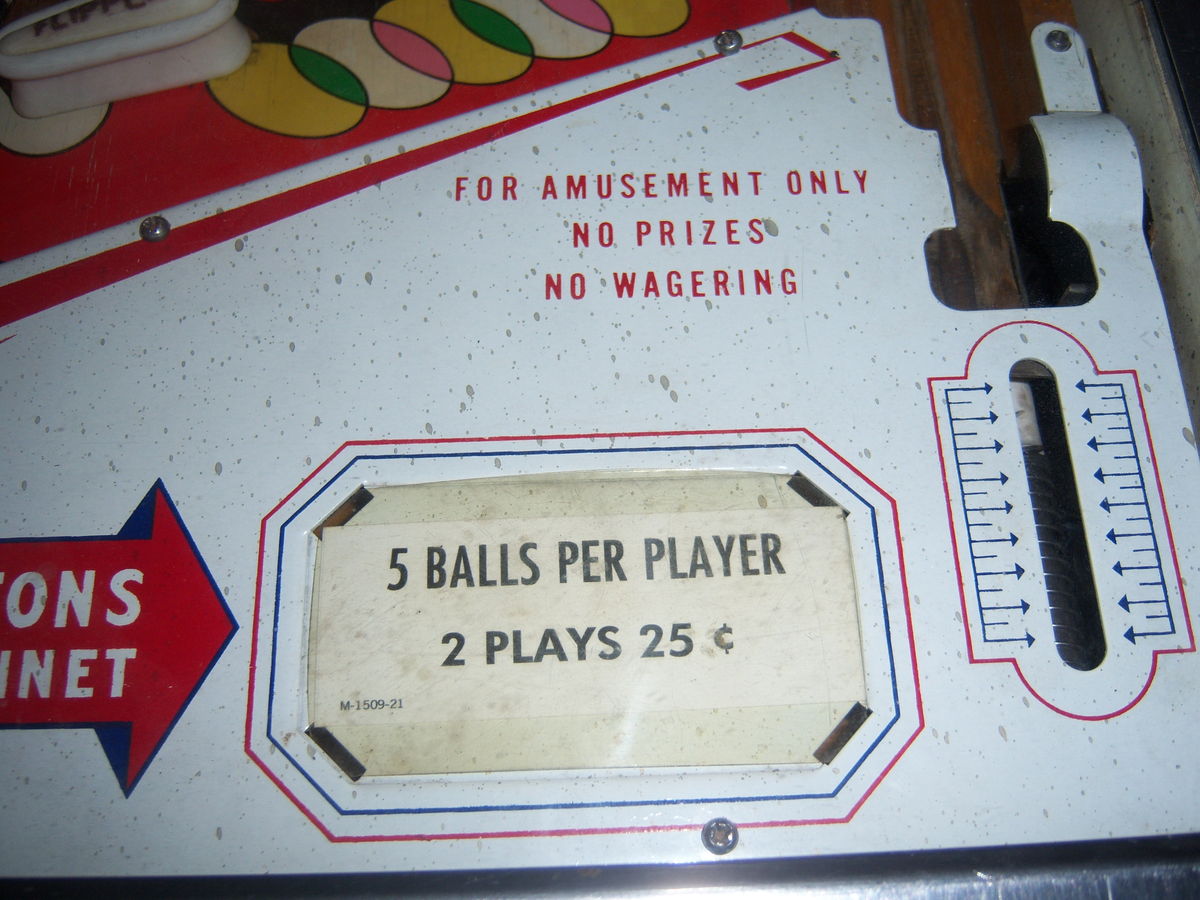 FOR AMUSEMENT ONLY
NO PRIZES
NO WAGERING
5 BALLS PER PLAYER
2 PLAYS 25 ¢
M-1509-21